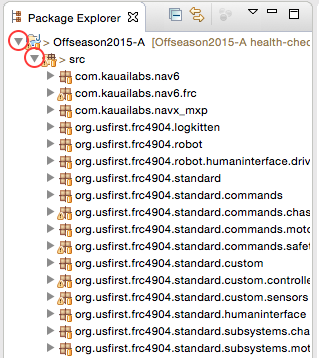 Package Explorer
> Offseason2015-A [Offseason2015-A health-chec
> src
com.kauailabs.nav6
com.kauailabs.nav6.frc
com.kauailabs.navx_mxp
org.usfirst.frc4904.logkitten
org.usfirst.frc4904.robot
org.usfirst.frc4904.robot.humaninterface.driv
org.usfirst.frc4904.standard
org.usfirst.frc4904.standard.commands
org.usfirst.frc4904.standard.commands.chas
org.usfirst.frc4904.standard.commands.moto
org.usfirst.frc4904.standard.commands.safet
org.usfirst.frc4904.standard.custom
org.usfirst.frc4904.standard.custom.controlle
org.usfirst.frc4904.standard.custom.sensors
org.usfirst.frc4904.standard.humaninterface
org.usfirst.frc4904.standard.subsystems.cha
org.usfirst.frc4904.standard.subsystems.mot